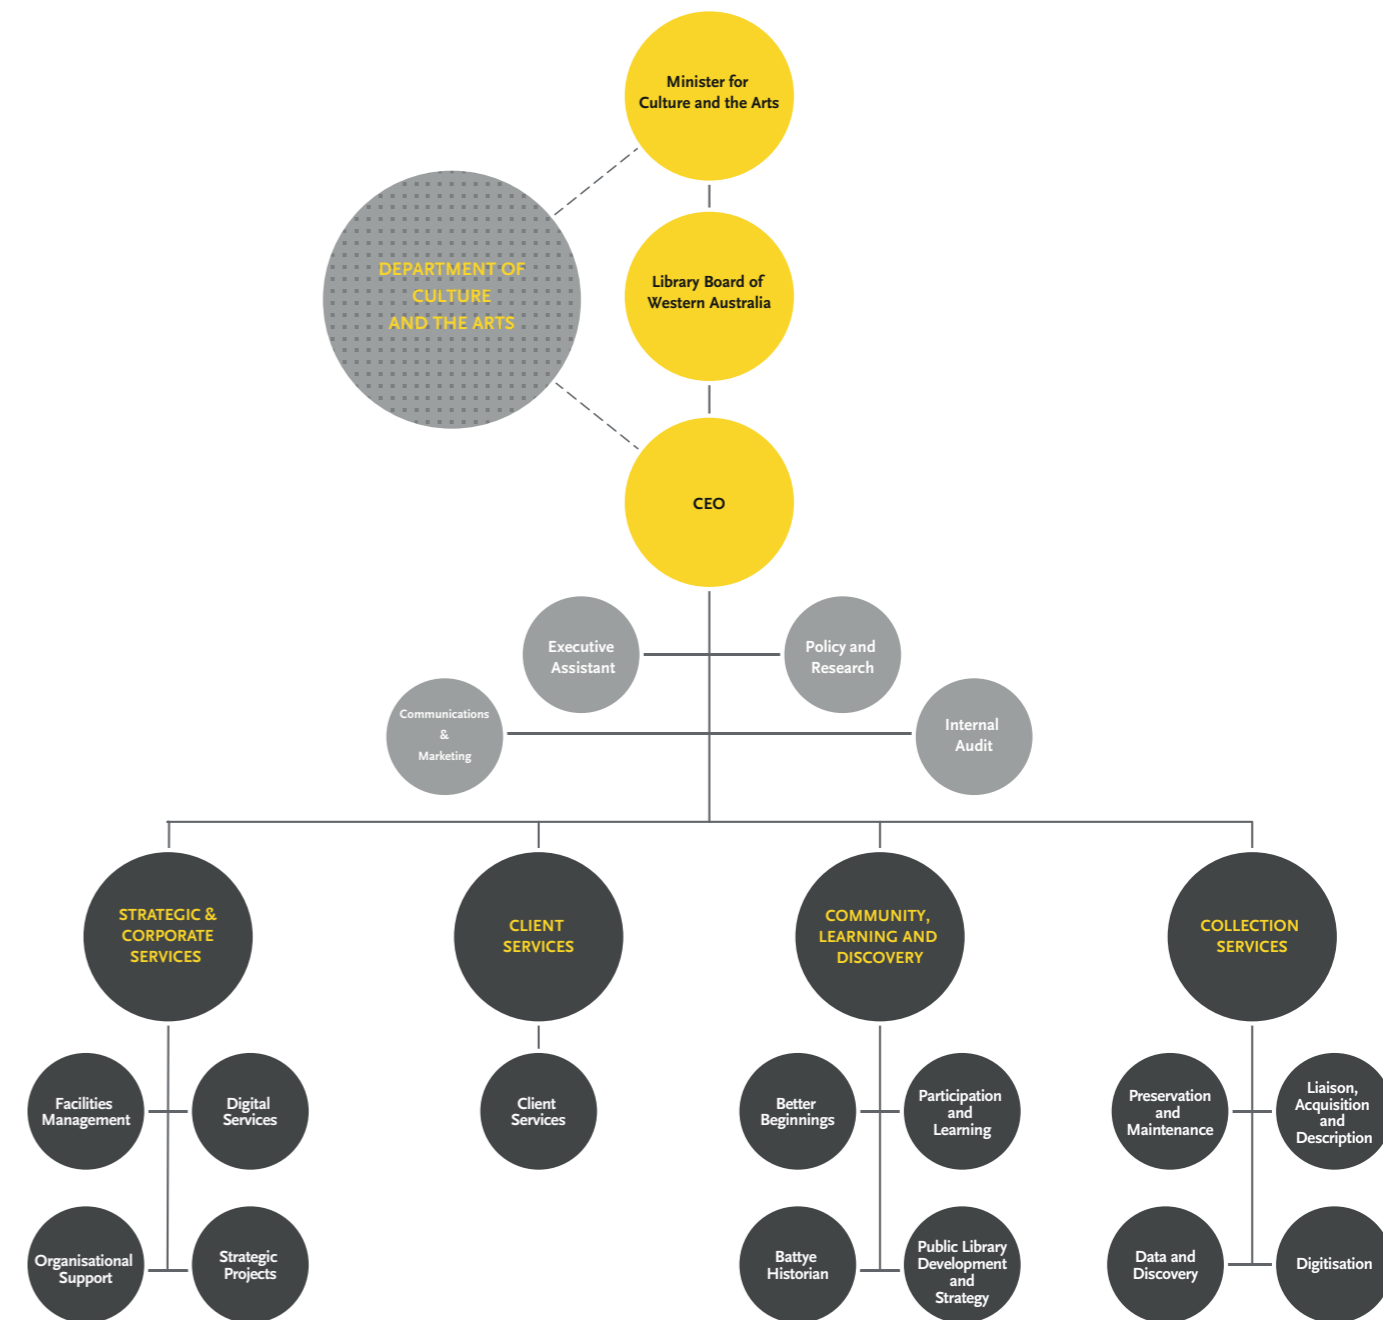 Minister for
Culture and the Arts
DEPARTMENT OF
CULTURE
AND THE ARTS
Library Board of
Western Australia
CEO
Executive
Assistant
Policy and
Research
Communications
&
Marketing
Internal
Audit
STRATEGIC &
CORPORATE
SERVICES
CLIENT
SERVICES
COMMUNITY,
LEARNING AND
DISCOVERY
COLLECTION
SERVICES
Facilities
Management
Digital
Services
Client
Services
Better
Beginnings
Participation
and
Learning
Preservation
and
Maintenance
Liaison,
Acquisition
and
Description
Organisational
Support
Strategic
Projects
Battye
Historian
Public Library
Development
and
Strategy
Data and
Discovery
Digitisation